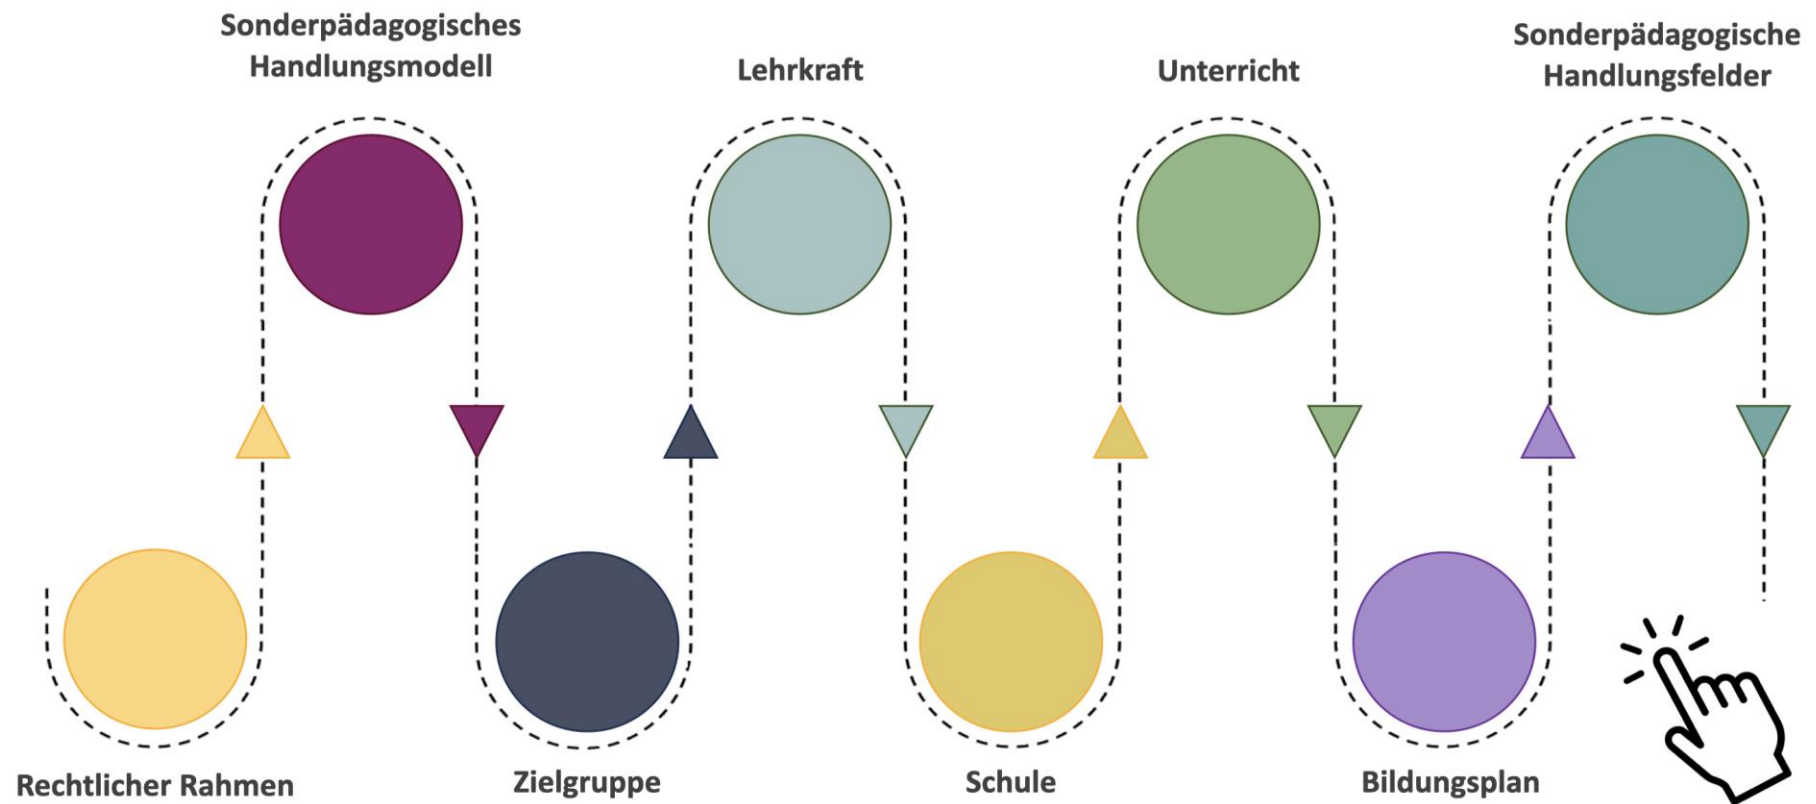 Sonderpädagogisches
Handlungsmodell
Lehrkraft
Unterricht
Sonderpädagogische
Handlungsfelder
Rechtlicher Rahmen
Zielgruppe
Schule
Bildungsplan